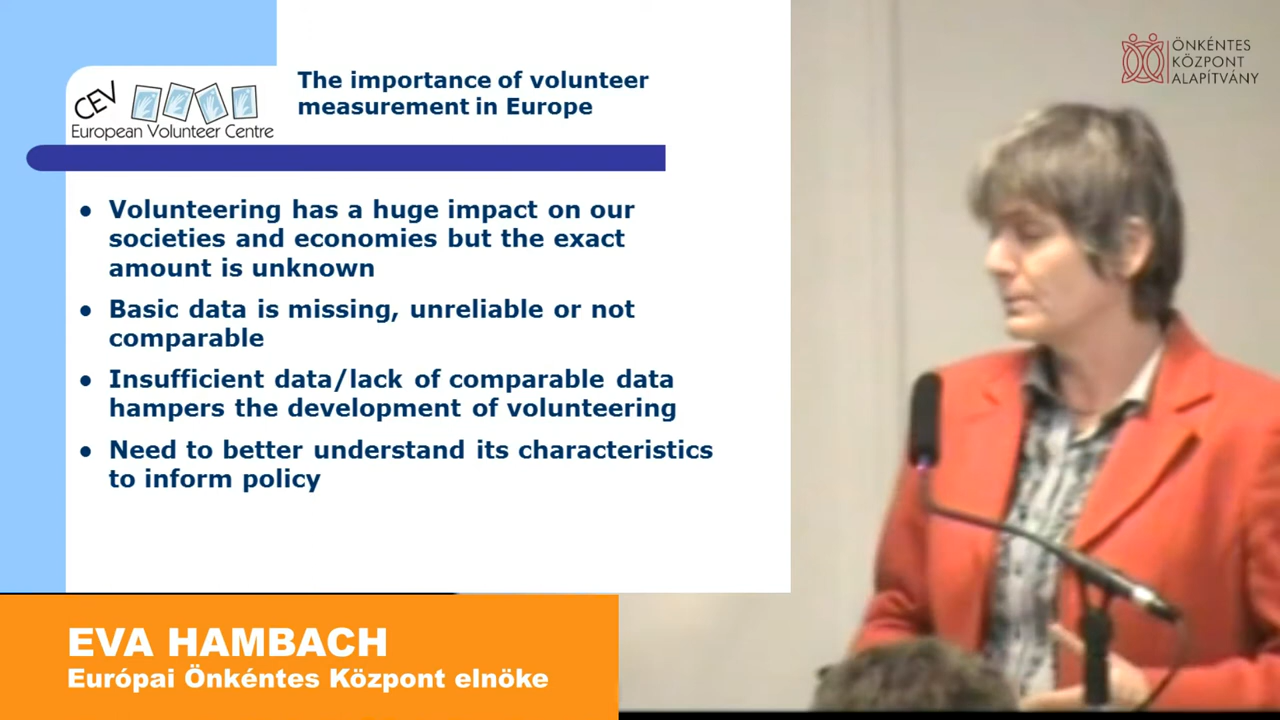 CEV
European Volunteer Centre
The importance of volunteer
measurement in Europe
● Volunteering has a huge impact on our
societies and economies but the exact
amount is unknown
● Basic data is missing, unreliable or not
comparable
● Insufficient data/lack of comparable data
hampers the development of volunteering
● Need to better understand its characteristics
to inform policy
ÖNKÉNTES
KÖZPONT
ALAPÍTVÁNY
EVA HAMBACH
Európai Önkéntes Központ elnöke